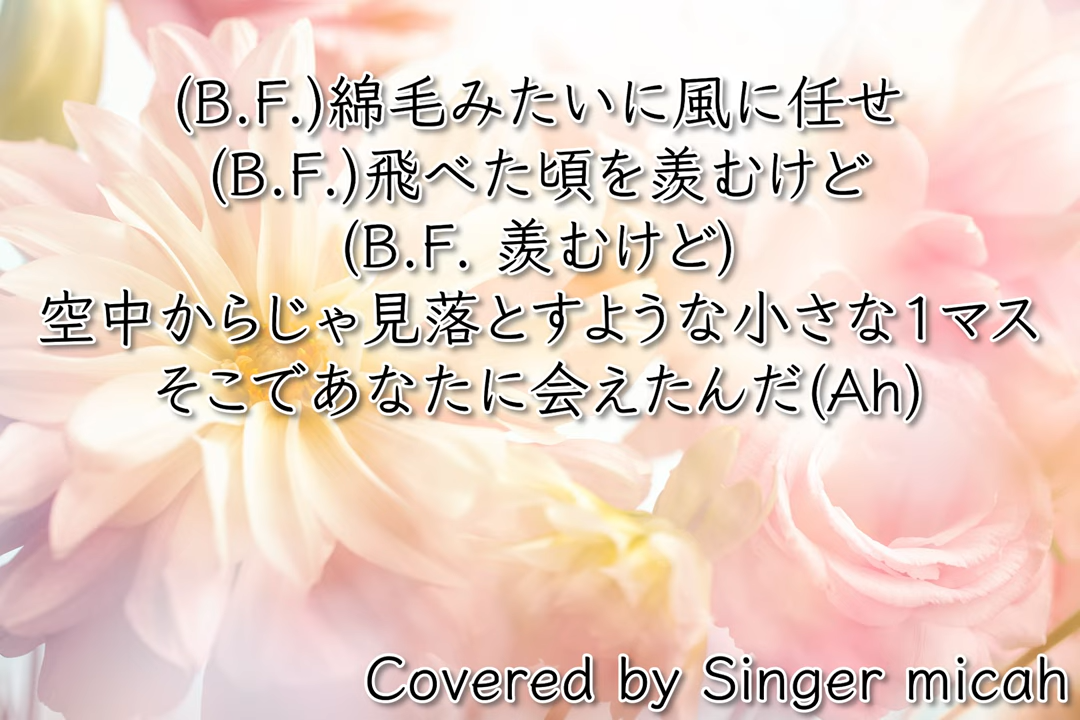 (B.F.)綿毛みたいに風に任せ
(B.F.)飛べた頃を羨むけど
(B.F. 羨むけど)
空中からじゃ見落とすような小さな1マス
そこであなたに会えたんだ(Ah)
Covered by Singer micah